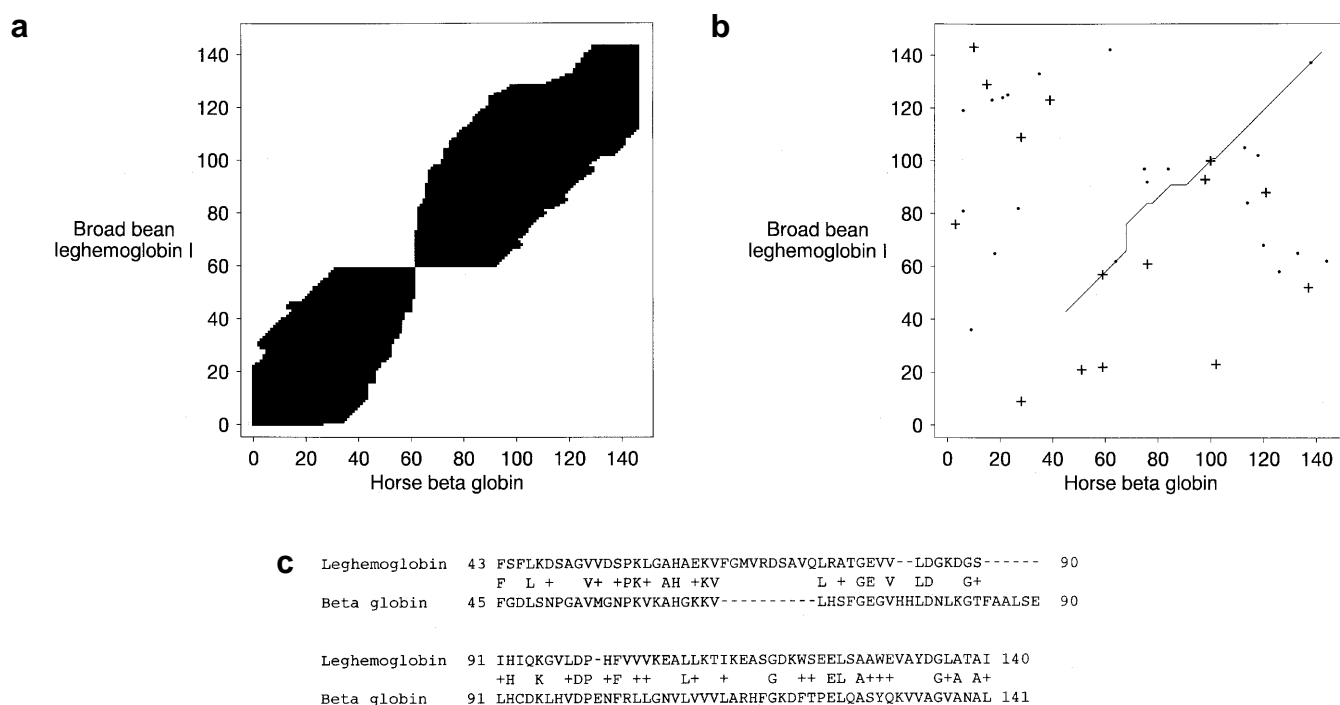 a
b
140
120
100
80
60
40
20
0
Broad bean
leghemoglobin I
0 20 40 60 80 100 120 140
Horse beta globin
140
120
100
80
60
40
20
0
Broad bean
leghemoglobin I
0 20 40 60 80 100 120 140
Horse beta globin
c
Leghemoglobin 43 FSFLKDSAGVVDSPKLGAHAEKVFGMVRDSAVQLRATGEVV--LDGKDGS------ 90
F L + V+ +PK+ AH +KV L + GE V LD G+
Beta globin 45 FGDLSNPGAVMGNPKVKAHGKKV----------LHSFGEGVHHLDNLKGTFAALSE 90
Leghemoglobin 91 IHIQKGVLDP-HFVVVKEALLKTIKEASGDKWSEELSAAWEVAYDGLATAI 140
+H K +DP +F ++ L+ + G ++ EL A+++ G+A A+
Beta globin 91 LHCDKLHVDPENFRLLGNVLVVVLARHFGKDFTPELQASYQKVVAGVANAL 141